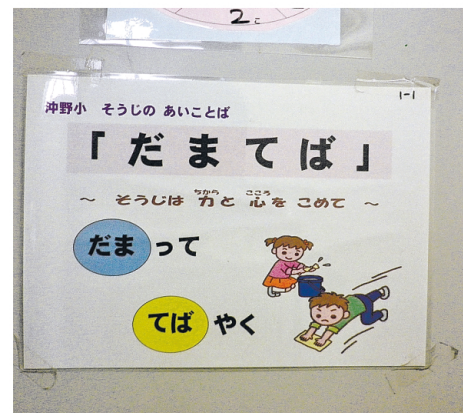 2こ
1-1
沖野小 そうじの あいことば
「だまてば」
～ そうじは 力と 心を こめて ～
ちから こころ
だまって
てばやく